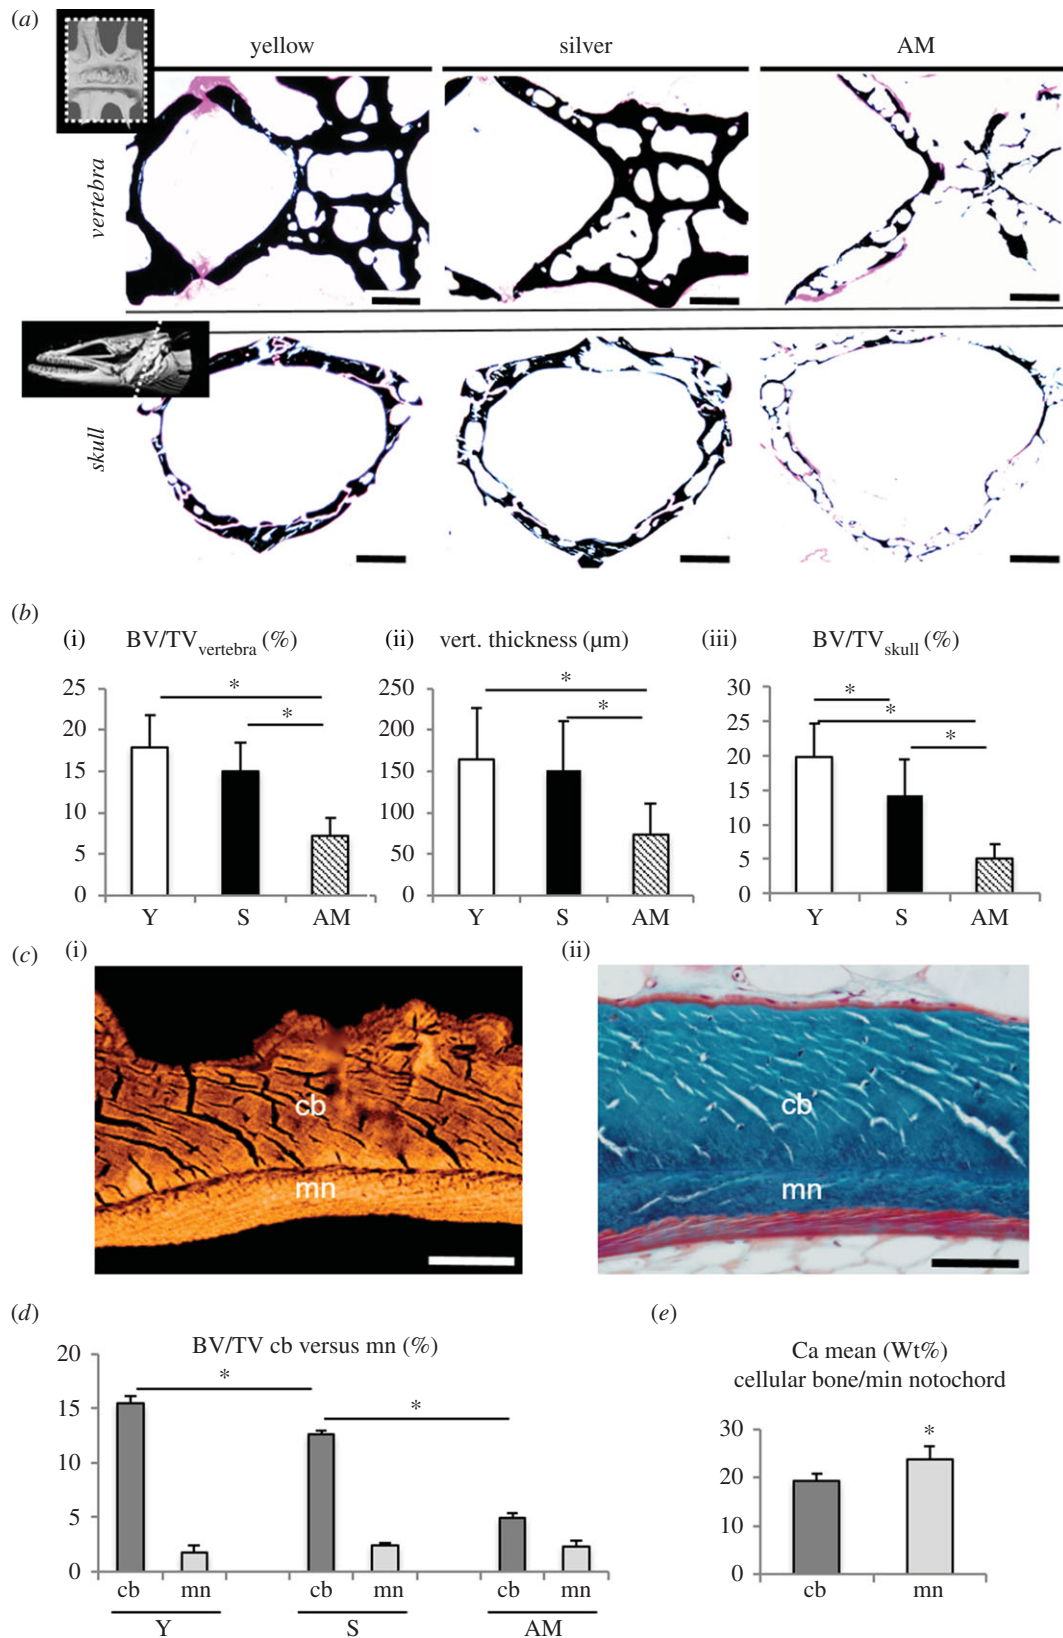 (a)
yellow silver AM
vertebra
skull
(b)
(i) BV/TVvertebra (%)
25
20
15
10
5
0
Y S AM
(ii) vert. thickness (µm)
250
200
150
100
50
0
Y S AM
(iii) BV/TVskull (%)
30
25
20
15
10
5
0
Y S AM
* * * * * * *
(c) (i) (ii)
cb
mn
cb
mn
(d)
BV/TV cb versus mn (%)
20
15
10
5
0
* *
cb mn cb mn cb mn
Y S AM
(e)
Ca mean (Wt%)
cellular bone/min notochord
30
20
10
0
*
cb mn